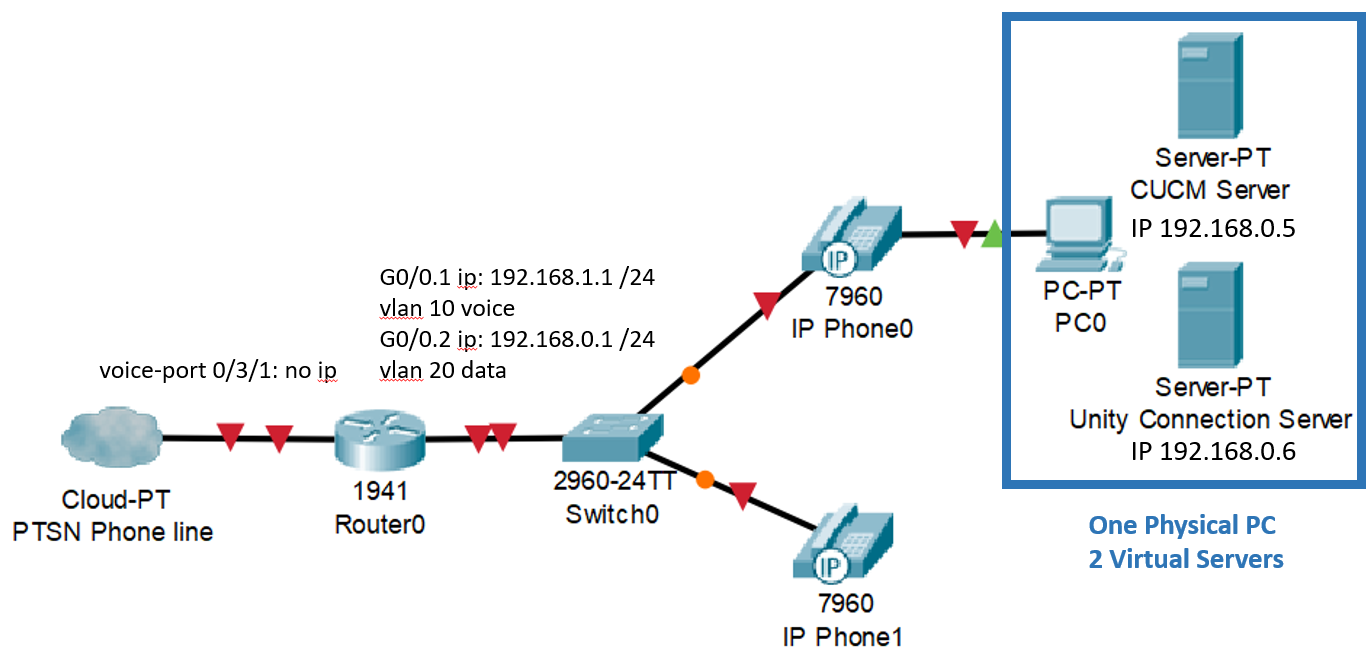 Server-PT
CUCM Server
IP 192.168.0.5
IP
7960
IP Phone0
PC-PT
PC0
G0/0.1 ip: 192.168.1.1 /24
vlan 10 voice
G0/0.2 ip: 192.168.0.1 /24
vlan 20 data
voice-port 0/3/1: no ip
Server-PT
Unity Connection Server
IP 192.168.0.6
Cloud-PT
PTSN Phone line
1941
Router0
2960-24TT
Switch0
IP
7960
IP Phone1
One Physical PC
2 Virtual Servers